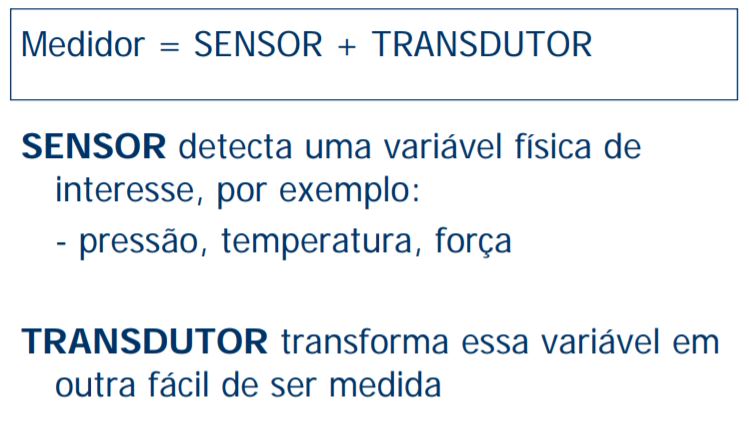 Medidor = SENSOR + TRANSDUTOR
SENSOR detecta uma variável física de
interesse, por exemplo:
- pressão, temperatura, força
TRANSDUTOR transforma essa variável em
outra fácil de ser medida